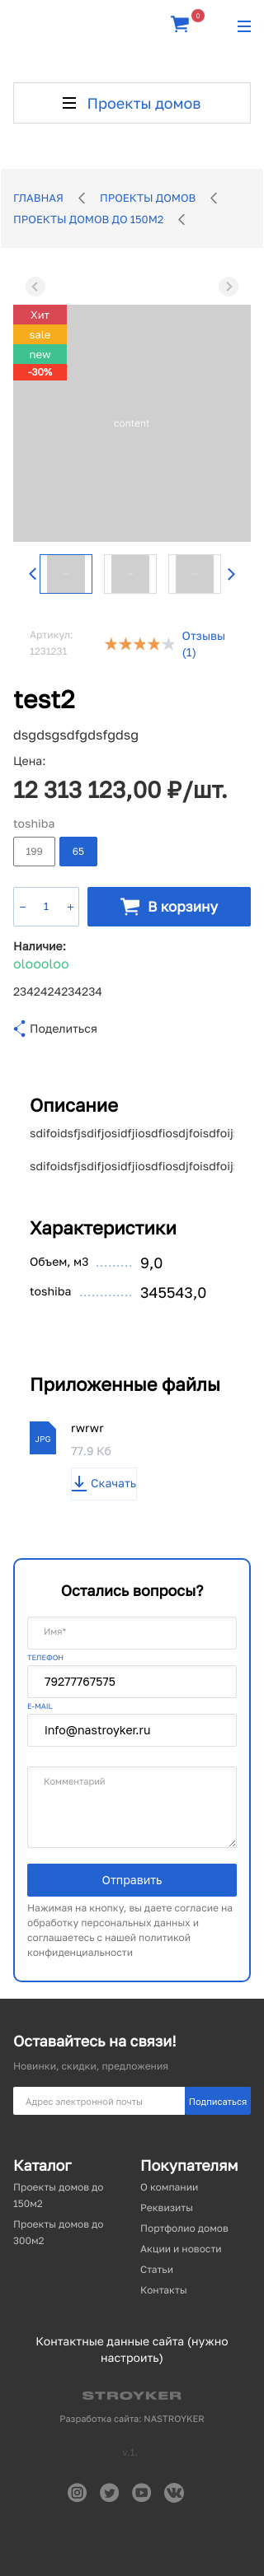 0
Проекты домов
ГЛАВНАЯ
ПРОЕКТЫ ДОМОВ
ПРОЕКТЫ ДОМОВ ДО 150М2
Хит
sale
new
-30%
content
Артикул:
1231231
Отзывы
(1)
test2
dsgdsgsdfgdsfgdsg
Цена:
12 313 123,00 ₽/шт.
toshiba
199
65
− 1 +
В корзину
Наличие:
oloooloo
2342424234234
Поделиться
Описание
sdifoidsfjsdifjosidfjiosdfiosdjfoisdfoij
sdifoidsfjsdifjosidfjiosdfiosdjfoisdfoij
Характеристики
Объем, м3 ......... 9,0
toshiba ............. 345543,0
Приложенные файлы
JPG
rwrwr
77.9 Кб
Скачать
Остались вопросы?
Имя*
ТЕЛЕФОН
79277767575
E-MAIL
info@nastroyker.ru
Комментарий
Отправить
Нажимая на кнопку, вы даете согласие на
обработку персональных данных и
соглашаетесь с нашей политикой
конфиденциальности
Оставайтесь на связи!
Новинки, скидки, предложения
Адрес электронной почты
Подписаться
Каталог
Проекты домов до
150м2
Проекты домов до
300м2
Покупателям
О компании
Реквизиты
Портфолио домов
Акции и новости
Статьи
Контакты
Контактные данные сайта (нужно
настроить)
STROYKER
Разработка сайта: NASTROYKER
v.1.